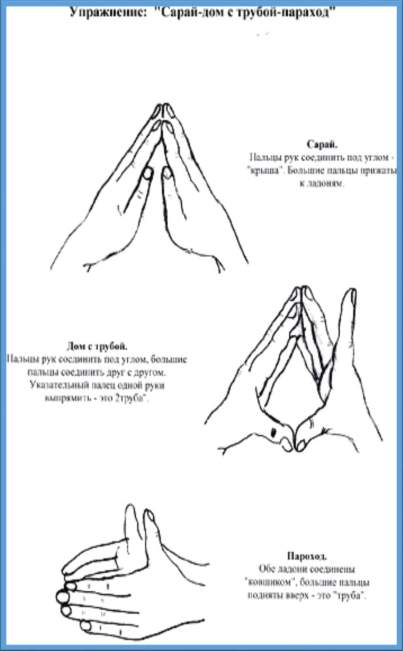 Упражнение: "Сарай-дом с трубой-параход"
Сарай.
Пальцы рук соединить под углом -
"крыша". Большие пальцы прижаты
к ладоням.
Дом с трубой.
Пальцы рук соединить под углом, большие
пальцы соединить друг с другом.
Указательный палец одной руки
выпрямить - это 2труба".
Пароход.
Обе ладони соединены
"ковшиком", большие пальцы
подняты вверх - это "труба".